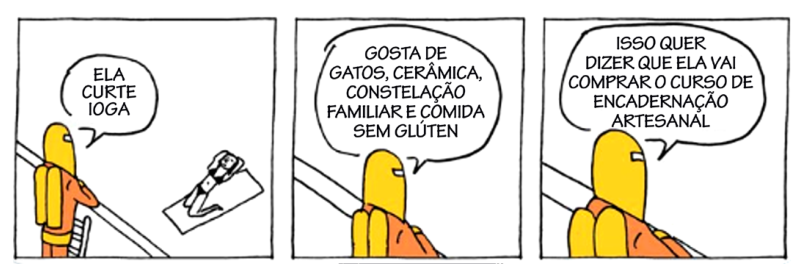 ELA
CURTE
IOGA
GOSTA DE
GATOS, CERÂMICA,
CONSTELAÇÃO
FAMILIAR E COMIDA
SEM GLÚTEN
ISSO QUER
DIZER QUE ELA VAI
COMPRAR O CURSO DE
ENCADERNAÇÃO
ARTESANAL